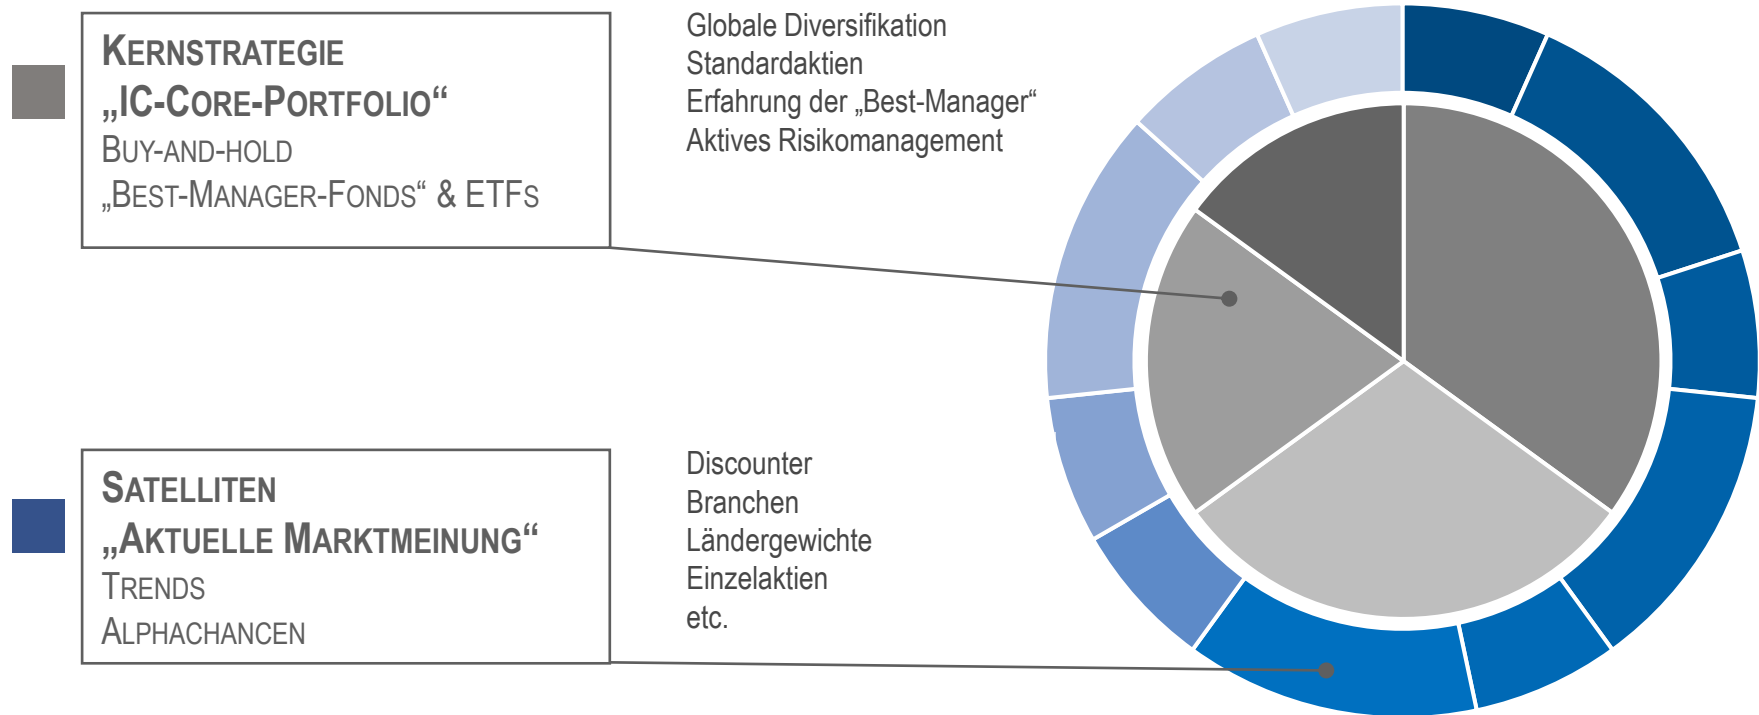 KERNSTRATEGIE
„IC-CORE-PORTFOLIO“
BUY-AND-HOLD
„BEST-MANAGER-FONDS“ & ETFS
Globale Diversifikation
Standardaktien
Erfahrung der „Best-Manager“
Aktives Risikomanagement
SATELLITEN
„AKTUELLE MARKTMEINUNG“
TRENDS
ALPHACHANCEN
Discounter
Branchen
Ländergewichte
Einzelaktien
etc.